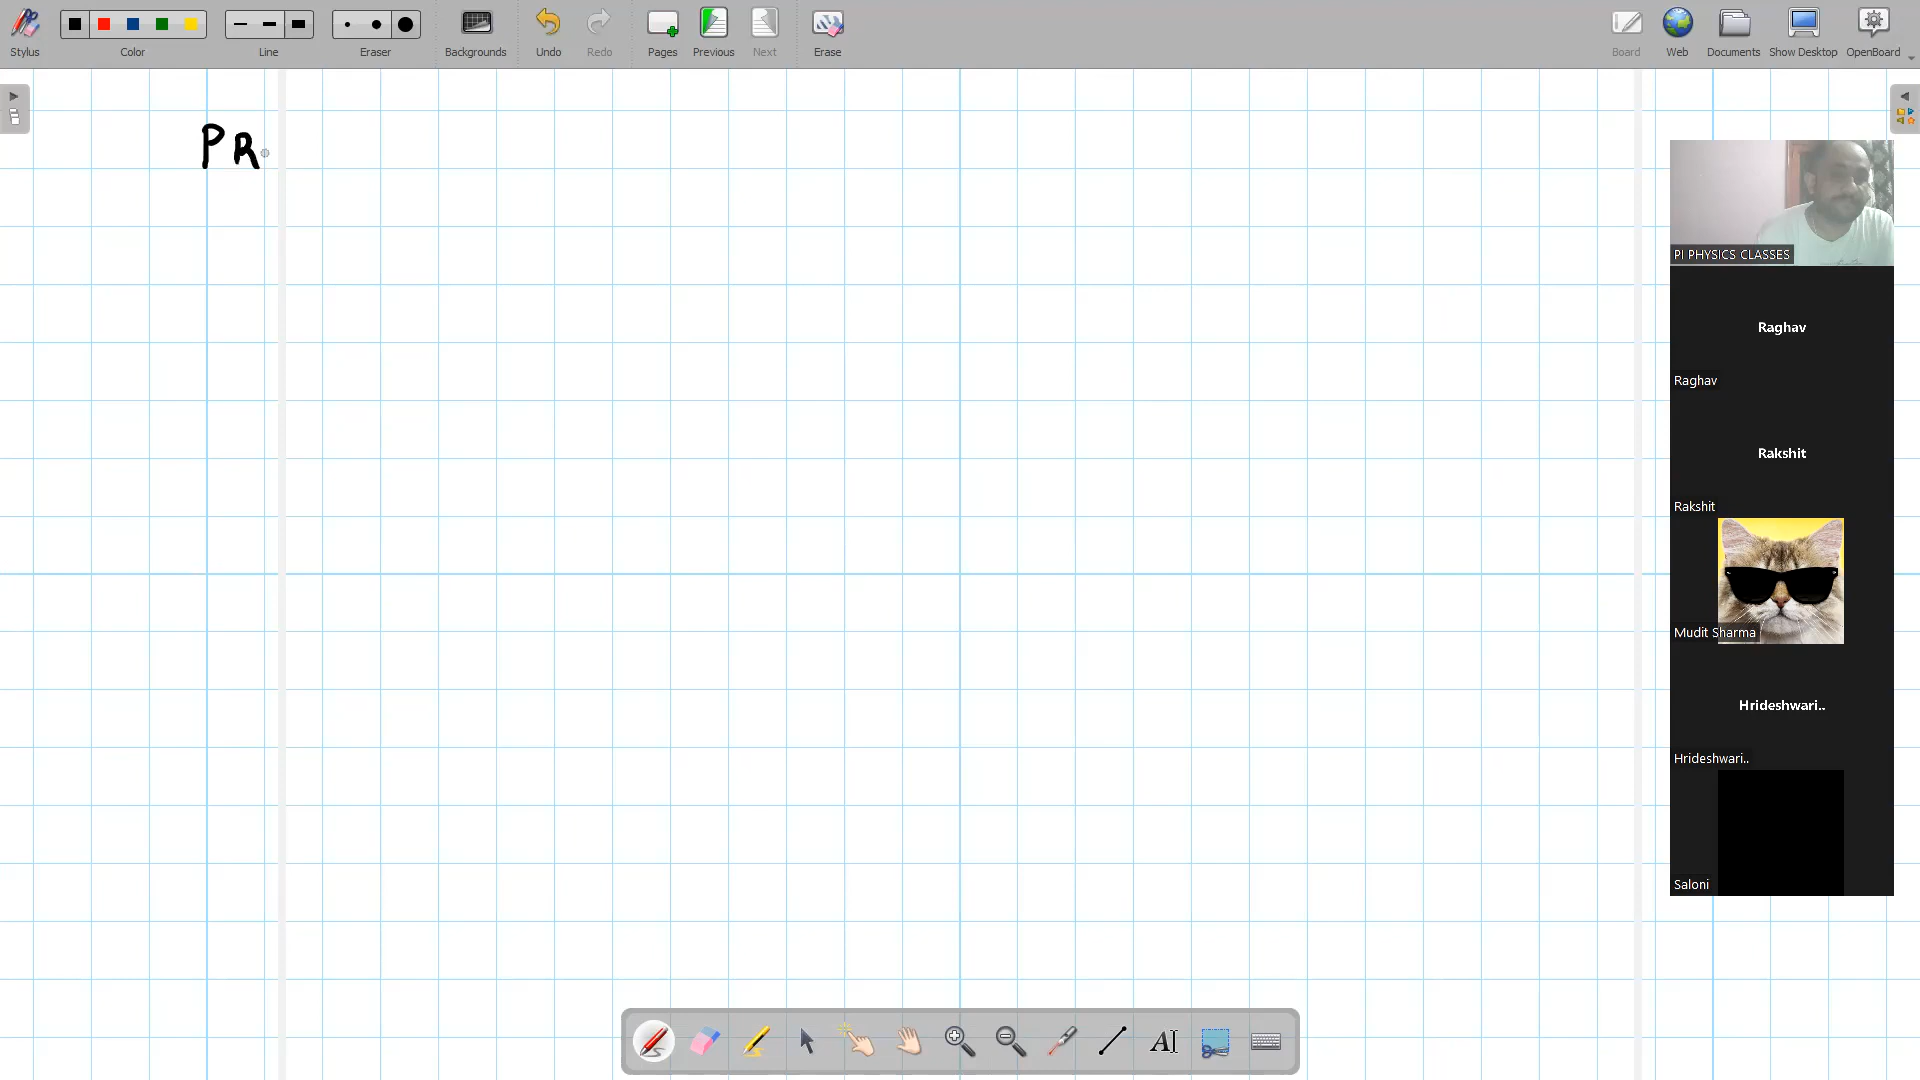 Stylus
Color
Line
Eraser
Backgrounds
Undo
Redo
Pages
Previous
Next
Erase
Board
Web
Documents
Show Desktop
OpenBoard
PR
PI PHYSICS CLASSES
Raghav
Raghav
Rakshit
Rakshit
Mudit Sharma
Hrideshwari..
Hrideshwari..
Saloni
AI